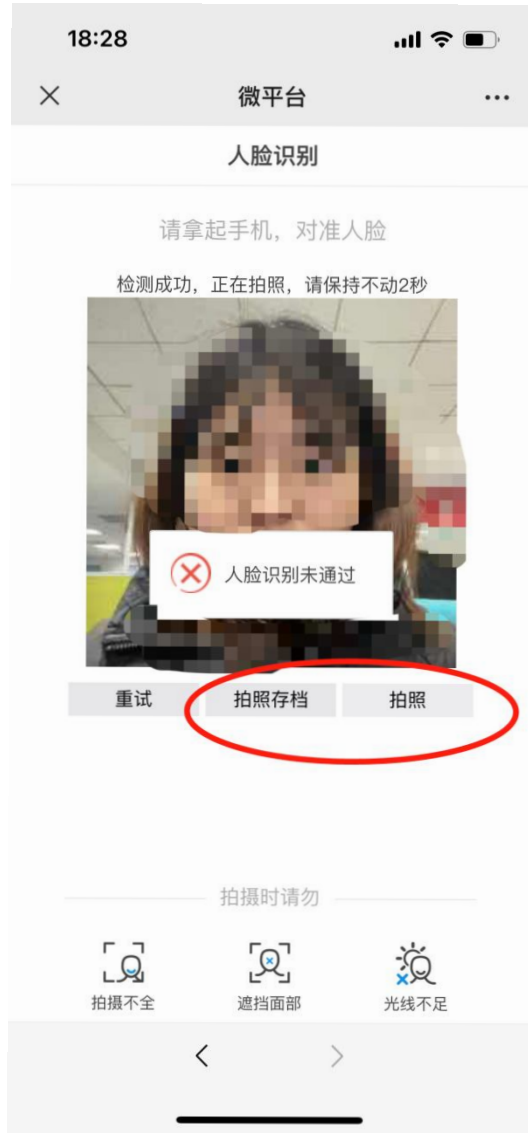 18:28
微平台
人脸识别
请拿起手机，对准人脸
检测成功，正在拍照，请保持不动2秒
人脸识别未通过
重试 拍照存档 拍照
拍摄时请勿
拍摄不全 遮挡面部 光线不足